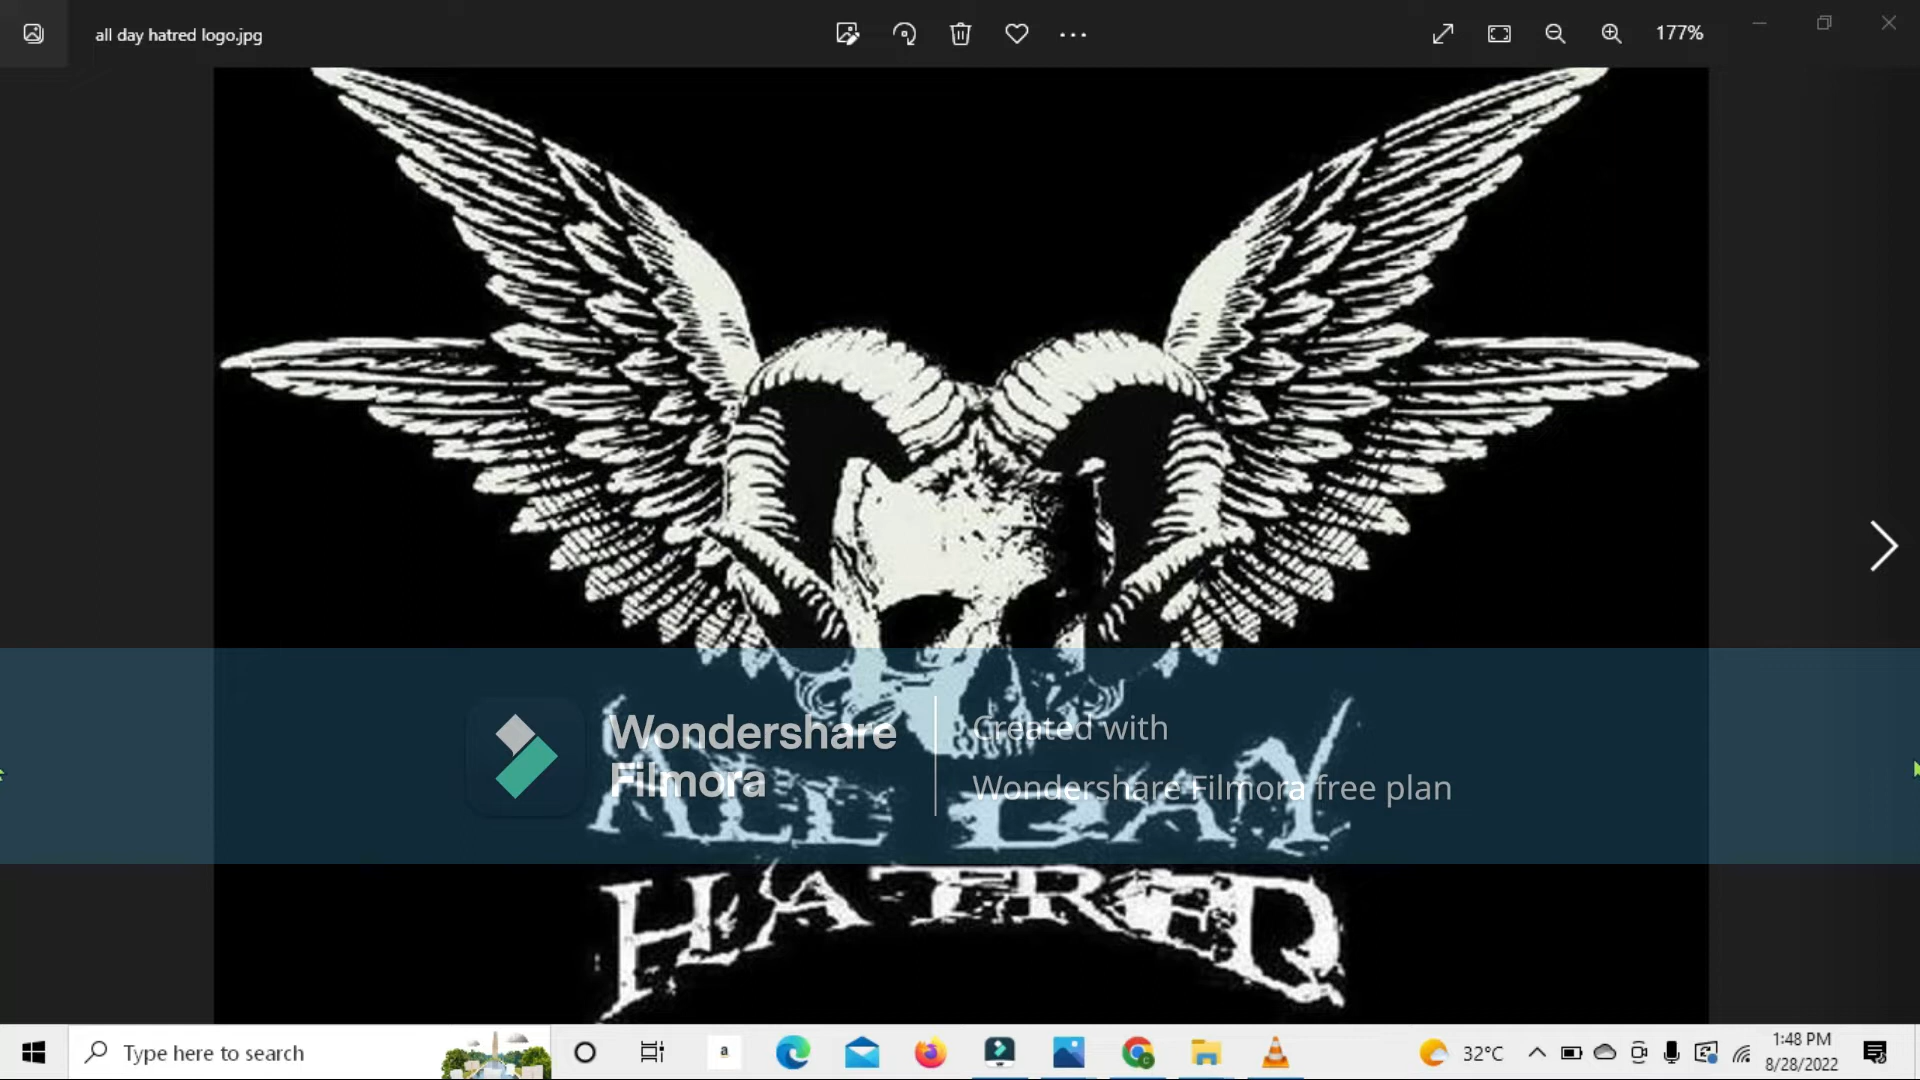 all day hatred logo.jpg
177%
Wondershare
Filmora
Created with
Wondershare Filmora free plan
ALL DAY
HATRED
Type here to search
a
32°C
1:48 PM
8/28/2022